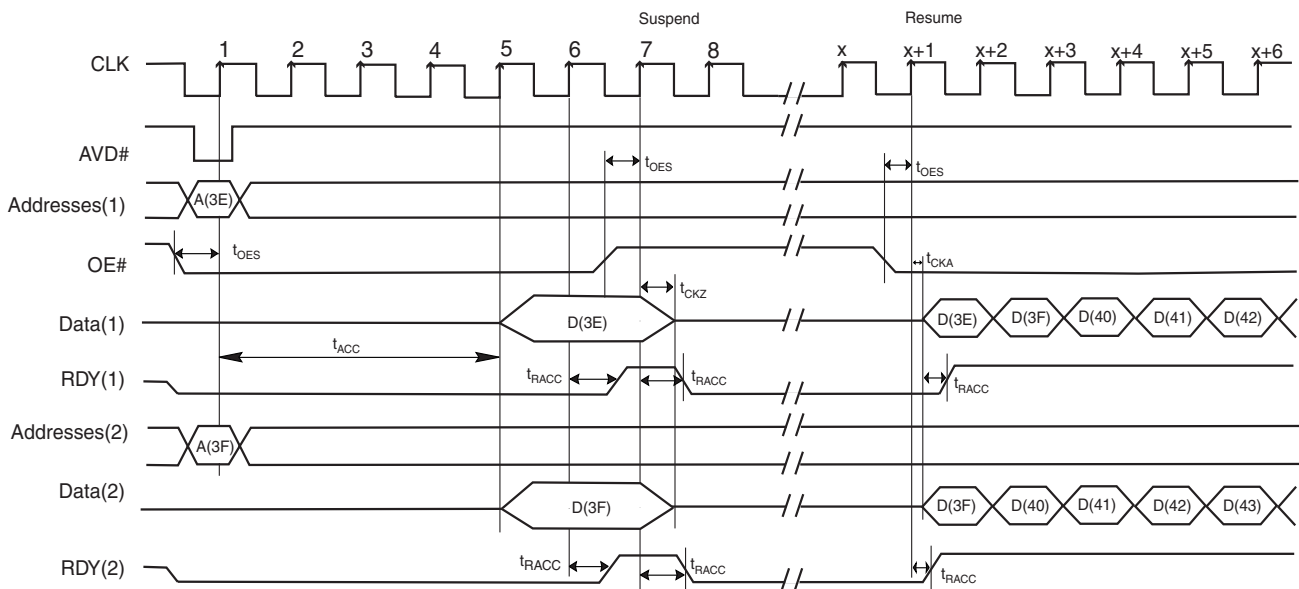 Suspend Resume
1 2 3 4 5 6 7 8 x x+1 x+2 x+3 x+4 x+5 x+6
CLK
AVD#
tOES tOES
Addresses(1) A(3E)
OE# tOES tCKA
tCKZ
Data(1) D(3E) D(3E) D(3F) D(40) D(41) D(42)
tACC
RDY(1) tRACC tRACC tRACC
Addresses(2) A(3F)
Data(2) D(3F) D(3F) D(40) D(41) D(42) D(43)
RDY(2) tRACC tRACC tRACC